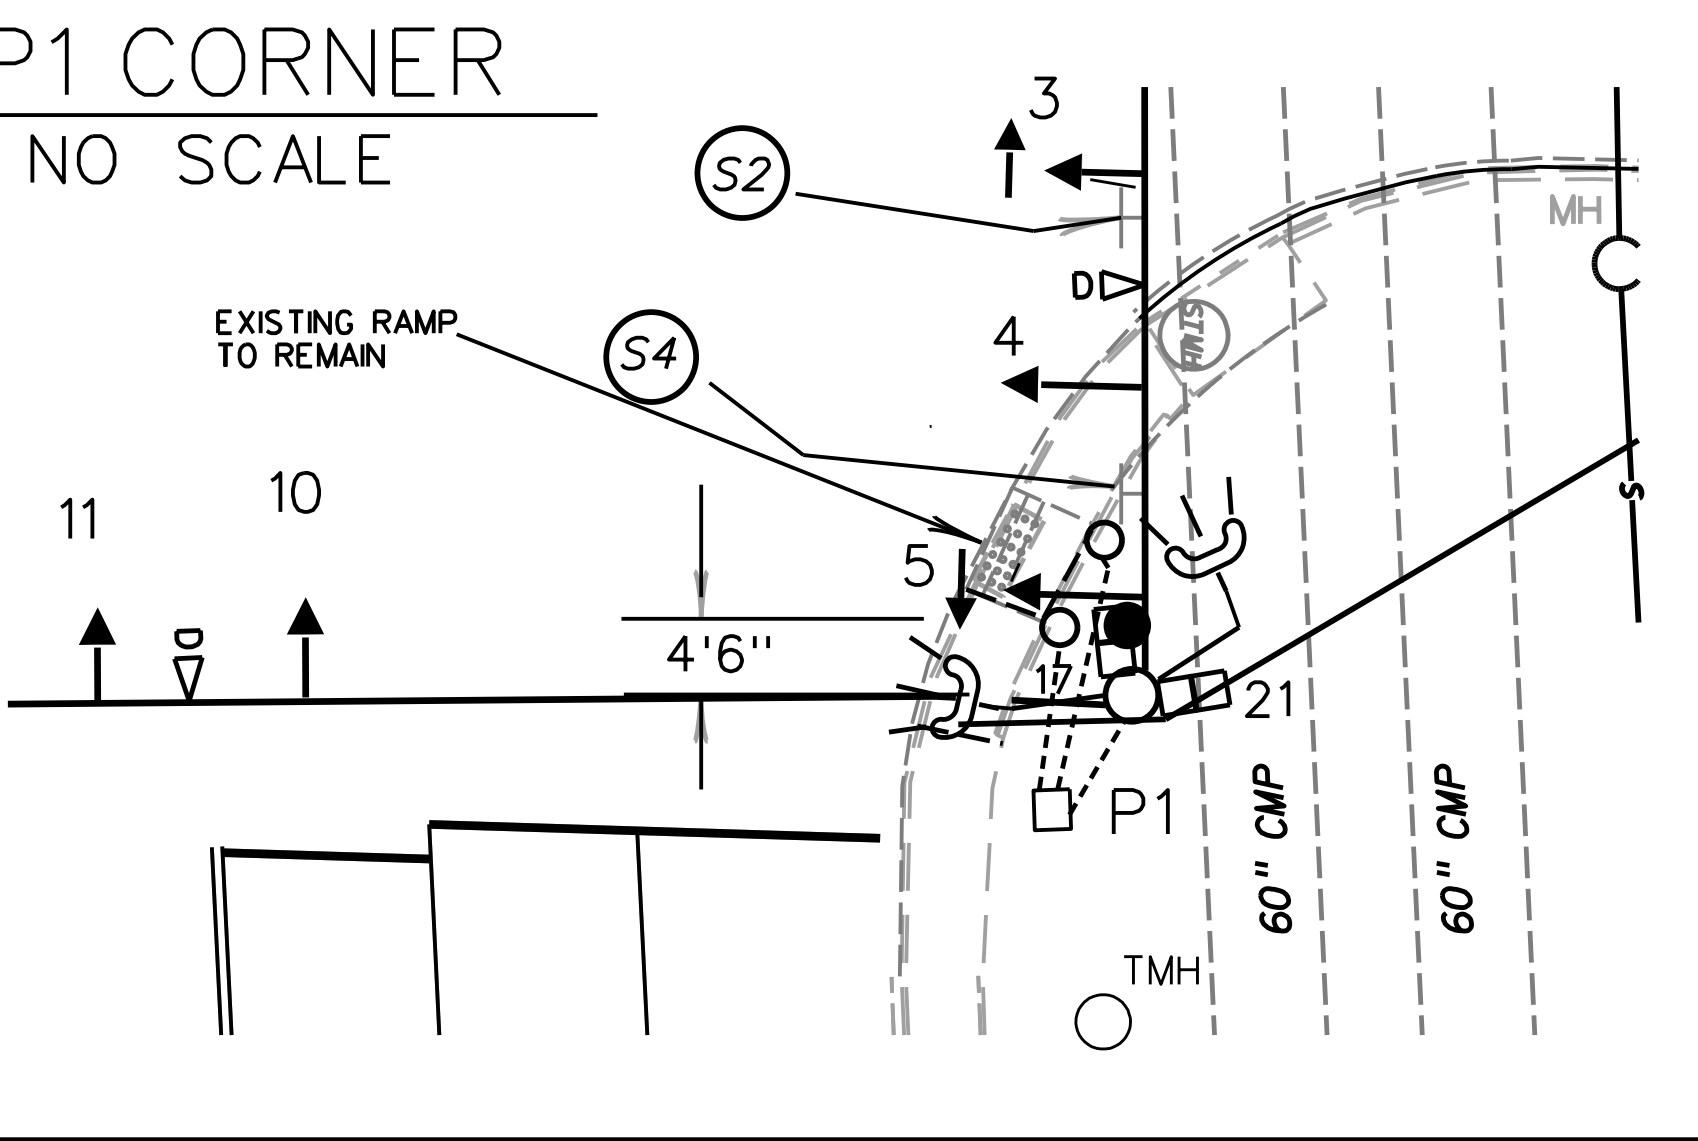 P1 CORNER
NO SCALE
3
S2
MH
D
EXISTING RAMP
TO REMAIN
S4
4
STMH
11
10
5
D
4'6"
17
21
S
P1
60" CMP
60" CMP
TMH